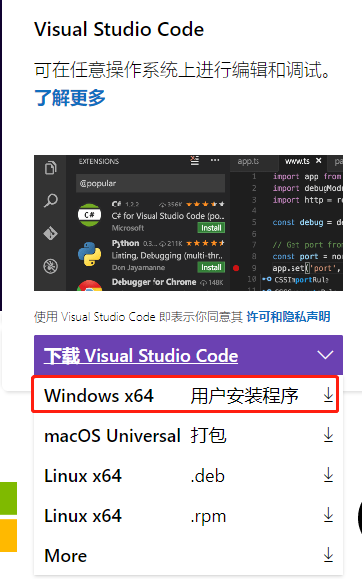 Visual Studio Code
可在任意操作系统上进行编辑和调试。
了解更多
EXTENSIONS
@popular
C# 1.2.2 356K
C# for Visual Studio Code (po...
Microsoft Install
Python 0.3... 211K
Linting, Debugging (multi-thr...
Don Jayamanne Install
Debugger for Chrome 148K
app.ts www.ts
import app from
import debugModu
import http = re
const debug = de
// Get port from
const port = nor
app.set('port',
CSSImportRule
使用 Visual Studio Code 即表示你同意其 许可和隐私声明
下载 Visual Studio Code
Windows x64 用户安装程序
macOS Universal 打包
Linux x64 .deb
Linux x64 .rpm
More